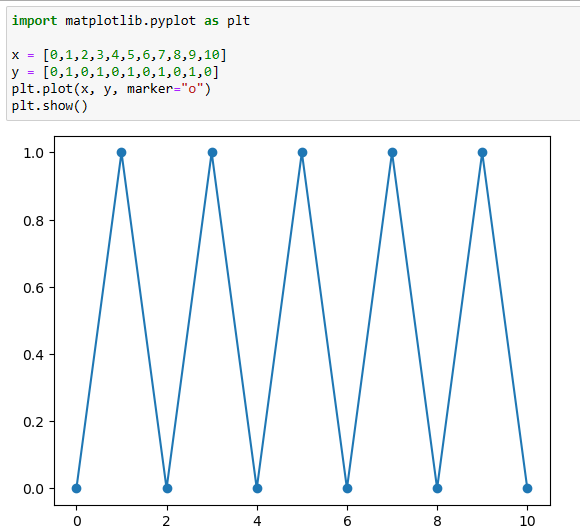 import matplotlib.pyplot as plt
x = [0,1,2,3,4,5,6,7,8,9,10]
y = [0,1,0,1,0,1,0,1,0,1,0]
plt.plot(x, y, marker="o")
plt.show()
1.0
0.8
0.6
0.4
0.2
0.0
0 2 4 6 8 10